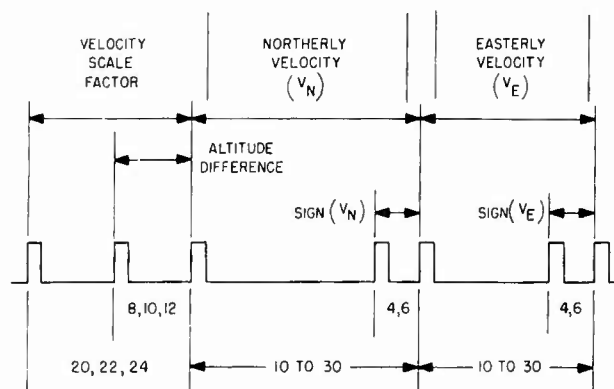 VELOCITY
SCALE
FACTOR
NORTHERLY
VELOCITY
(V_N)
EASTERLY
VELOCITY
(V_E)
ALTITUDE
DIFFERENCE
SIGN (V_N)
SIGN (V_E)
8,10,12
4,6
4,6
20, 22, 24
10 TO 30
10 TO 30